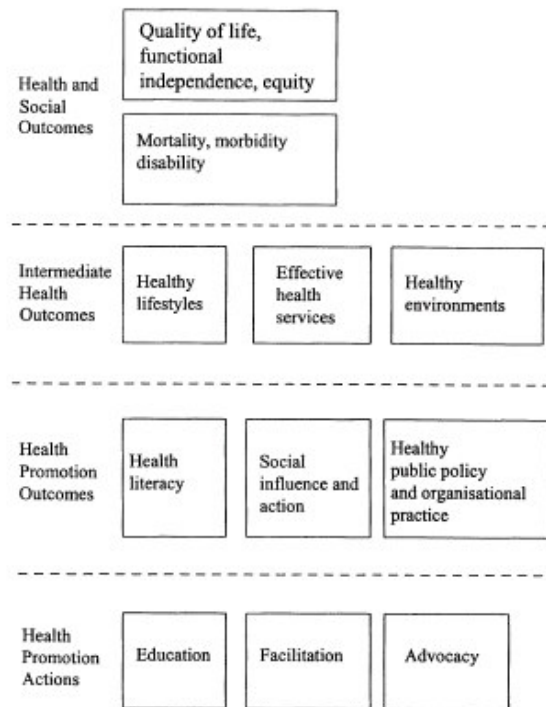 Health and
Social
Outcomes
Quality of life,
functional
independence, equity
Mortality, morbidity
disability
Intermediate
Health
Outcomes
Healthy
lifestyles
Effective
health
services
Healthy
environments
Health
Promotion
Outcomes
Health
literacy
Social
influence and
action
Healthy
public policy
and organisational
practice
Health
Promotion
Actions
Education
Facilitation
Advocacy